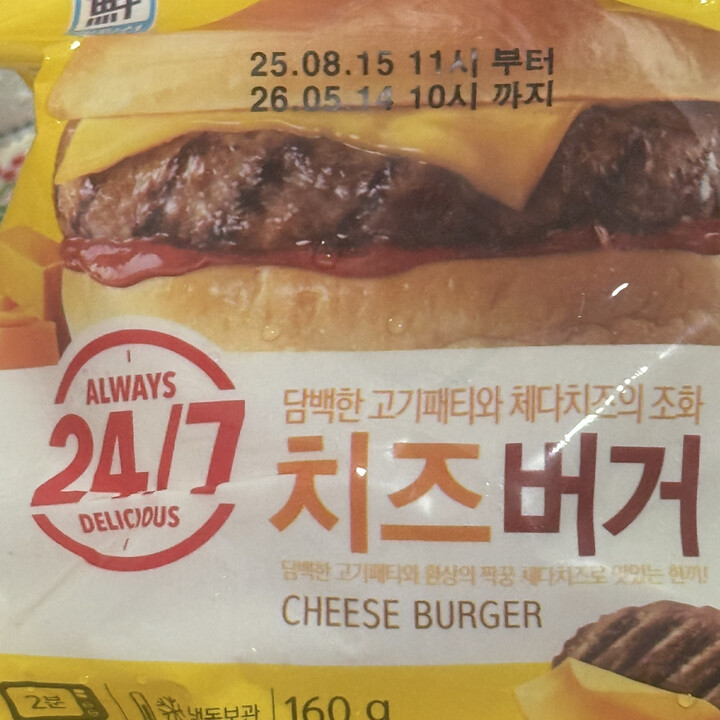 鮮
25.08.15 11시 부터
26.05.14 10시 까지
ALWAYS
24/7
DELICIOUS
담백한 고기패티와 체다치즈의 조화
치즈버거
담백한 고기패티와 환상의 짝꿍 체다치즈로 맛있는 한끼!
CHEESE BURGER
2분
냉동보관
160 g